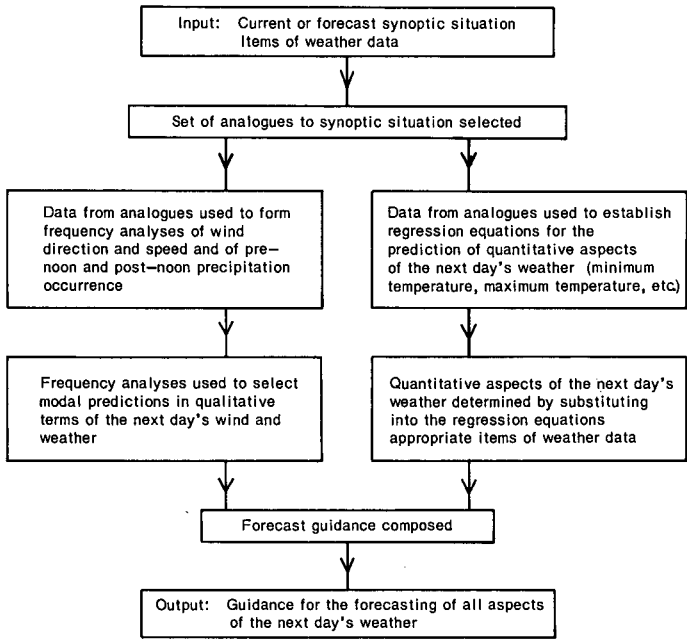 Input: Current or forecast synoptic situation
Items of weather data
Set of analogues to synoptic situation selected
Data from analogues used to form
frequency analyses of wind
direction and speed and of pre—
noon and post—noon precipitation
occurrence
Data from analogues used to establish
regression equations for the
prediction of quantitative aspects
of the next day's weather (minimum
temperature, maximum temperature, etc.)
Frequency analyses used to select
modal predictions in qualitative
terms of the next day's wind and
weather
Quantitative aspects of the next day's
weather determined by substituting
into the regression equations
appropriate items of weather data
Forecast guidance composed
Output: Guidance for the forecasting of all aspects
of the next day's weather